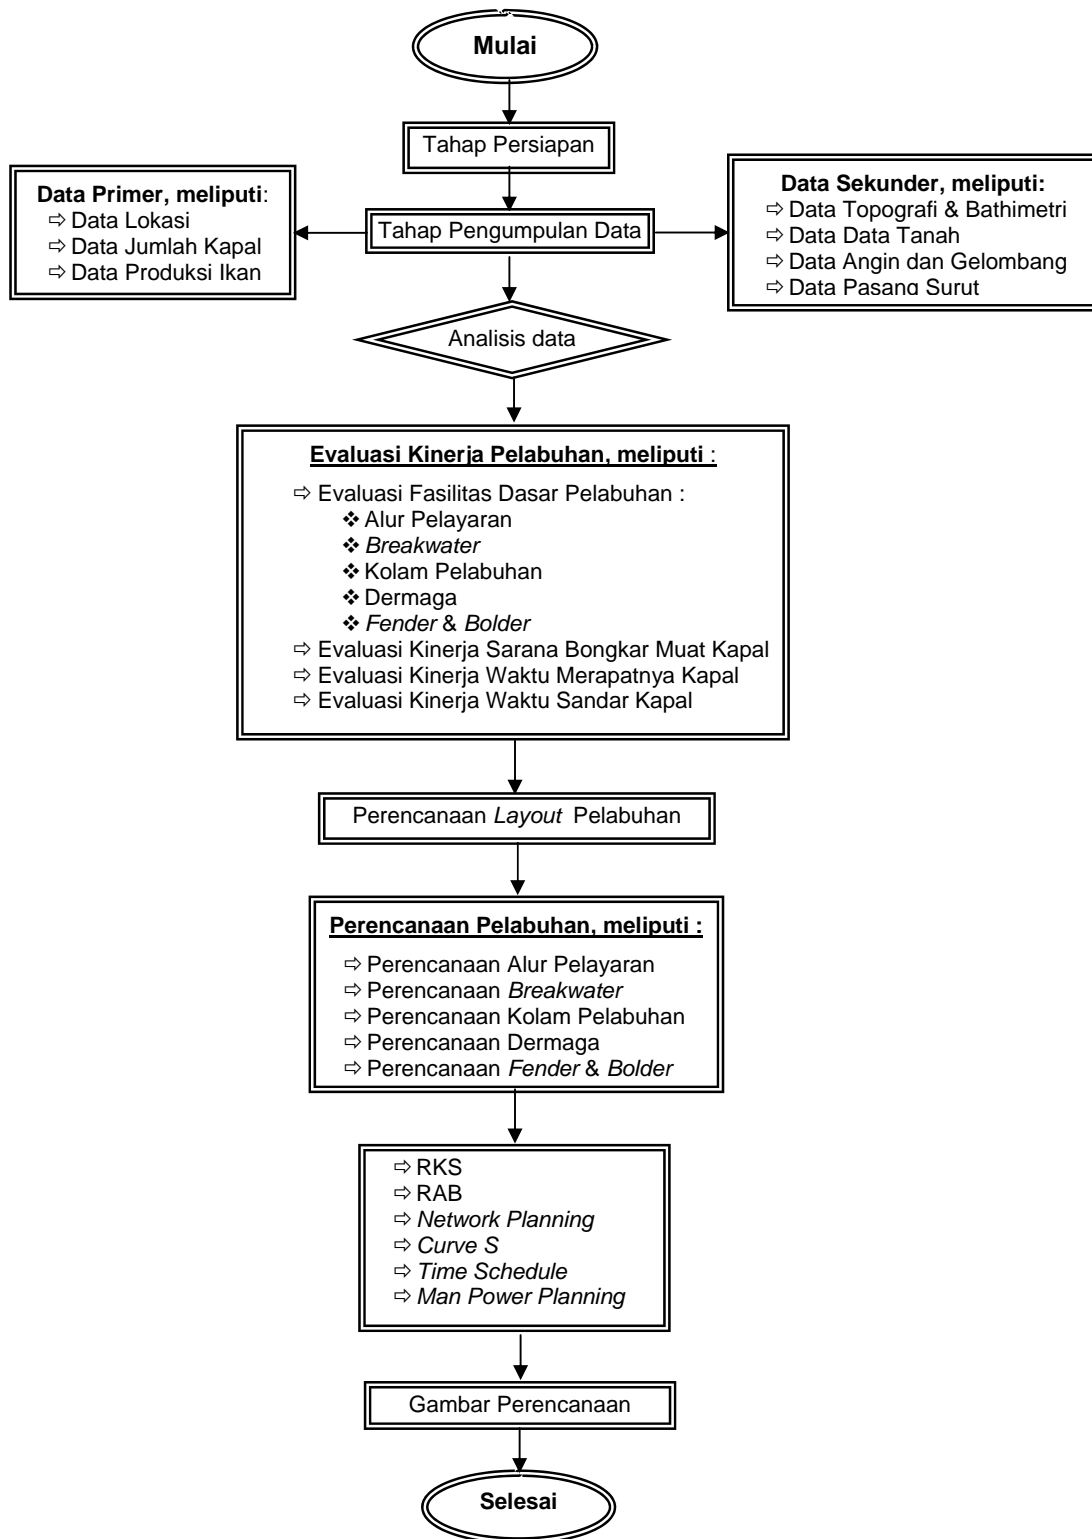 Mulai
Tahap Persiapan
Data Primer, meliputi:
⇨ Data Lokasi
⇨ Data Jumlah Kapal
⇨ Data Produksi Ikan
Tahap Pengumpulan Data
Data Sekunder, meliputi:
⇨ Data Topografi & Bathimetri
⇨ Data Data Tanah
⇨ Data Angin dan Gelombang
⇨ Data Pasang Surut
Analisis data
Evaluasi Kinerja Pelabuhan, meliputi :
⇨ Evaluasi Fasilitas Dasar Pelabuhan :
❖ Alur Pelayaran
❖ Breakwater
❖ Kolam Pelabuhan
❖ Dermaga
❖ Fender & Bolder
⇨ Evaluasi Kinerja Sarana Bongkar Muat Kapal
⇨ Evaluasi Kinerja Waktu Merapatnya Kapal
⇨ Evaluasi Kinerja Waktu Sandar Kapal
Perencanaan Layout Pelabuhan
Perencanaan Pelabuhan, meliputi :
⇨ Perencanaan Alur Pelayaran
⇨ Perencanaan Breakwater
⇨ Perencanaan Kolam Pelabuhan
⇨ Perencanaan Dermaga
⇨ Perencanaan Fender & Bolder
⇨ RKS
⇨ RAB
⇨ Network Planning
⇨ Curve S
⇨ Time Schedule
⇨ Man Power Planning
Gambar Perencanaan
Selesai